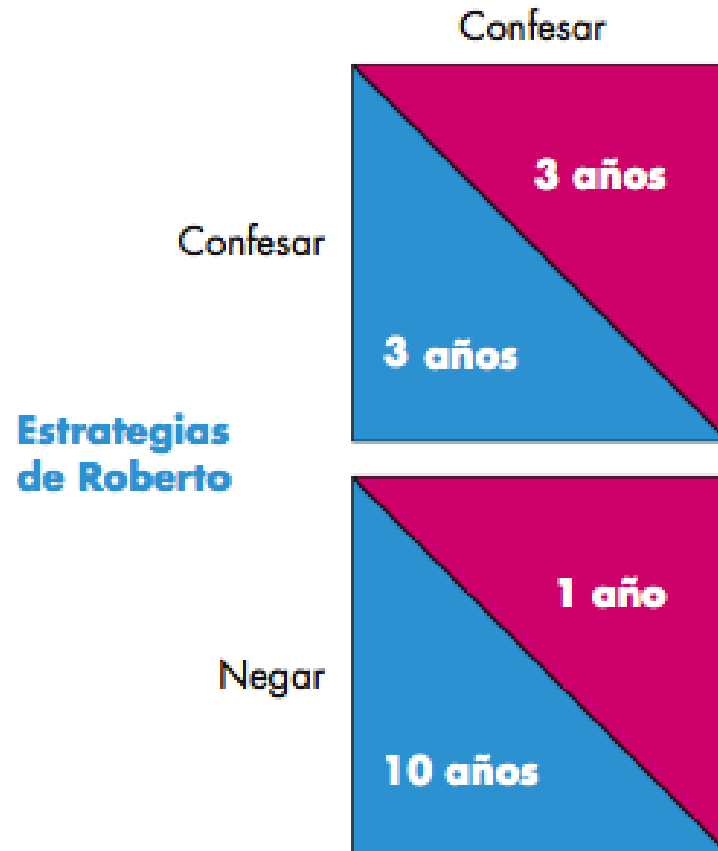 Confesar
3 años
Confesar
3 años
Estrategias
de Roberto
1 año
Negar
10 años